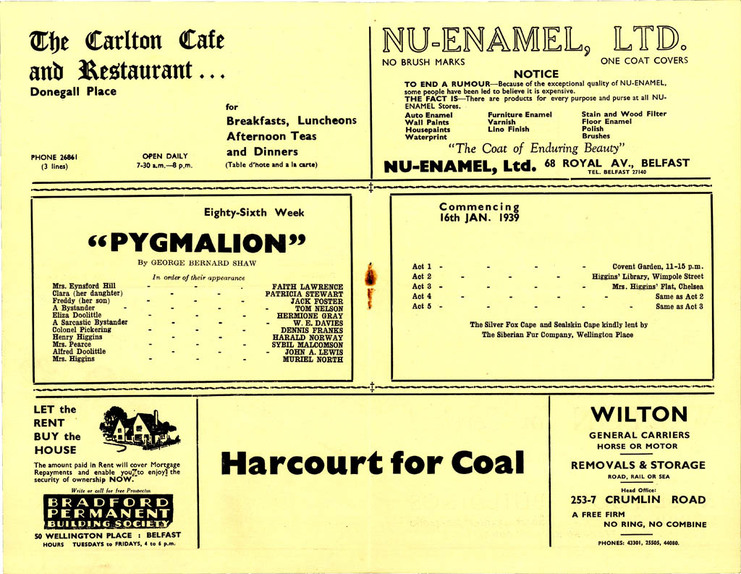 The Carlton Cafe
and Restaurant...
Donegall Place
for
Breakfasts, Luncheons
Afternoon Teas
and Dinners
(Table d'note and a la carte)
PHONE 26861
(3 lines)
OPEN DAILY
7-30 a.m.—8 p.m.
NU-ENAMEL, LTD.
NO BRUSH MARKS
ONE COAT COVERS
NOTICE
TO END A RUMOUR—Because of the exceptional quality of NU-ENAMEL,
some people have been led to believe it is expensive.
THE FACT IS—There are products for every purpose and purse at all NU-
ENAMEL Stores.
Auto Enamel
Wall Paints
Housepaints
Waterprint
Furniture Enamel
Varnish
Lino Finish
Stain and Wood Filter
Floor Enamel
Polish
Brushes
"The Coat of Enduring Beauty"
NU-ENAMEL, Ltd. 68 ROYAL AV., BELFAST
TEL. BELFAST 27140
Eighty-Sixth Week
"PYGMALION"
By GEORGE BERNARD SHAW
In order of their appearance
Mrs. Eynsford Hill - - - - FAITH LAWRENCE
Clara (her daughter) - - - - PATRICIA STEWART
Freddy (her son) - - - - JACK FOSTER
A Bystander - - - - - TOM NELSON
Eliza Doolittle - - - - HERMIONE GRAY
A Sarcastic Bystander - - - - W. E. DAVIES
Colonel Pickering - - - - DENNIS FRANKS
Henry Higgins - - - - HARALD NORWAY
Mrs. Pearce - - - - SYBIL MALCOMSON
Alfred Doolittle - - - - JOHN A. LEWIS
Mrs. Higgins - - - - MURIEL NORTH
Commencing
16th JAN. 1939
Act 1 - - - - - Covent Garden, 11-15 p.m.
Act 2 - - - - Higgins' Library, Wimpole Street
Act 3 - - - - - Mrs. Higgins' Flat, Chelsea
Act 4 - - - - - Same as Act 2
Act 5 - - - - - Same as Act 3
The Silver Fox Cape and Sealskin Cape kindly lent by
The Siberian Fur Company, Wellington Place
LET the
RENT
BUY the
HOUSE
The amount paid in Rent will cover Mortgage
Repayments and enable you to enjoy the
security of ownership NOW.
Write or call for free Prospectus
BRADFORD
PERMANENT
BUILDING SOCIETY
50 WELLINGTON PLACE : BELFAST
HOURS TUESDAYS to FRIDAYS, 4 to 6 p.m.
Harcourt for Coal
WILTON
GENERAL CARRIERS
HORSE OR MOTOR
REMOVALS & STORAGE
ROAD, RAIL OR SEA
Head Office:
253-7 CRUMLIN ROAD
A FREE FIRM
NO RING, NO COMBINE
PHONES: 43301, 25505, 44080.